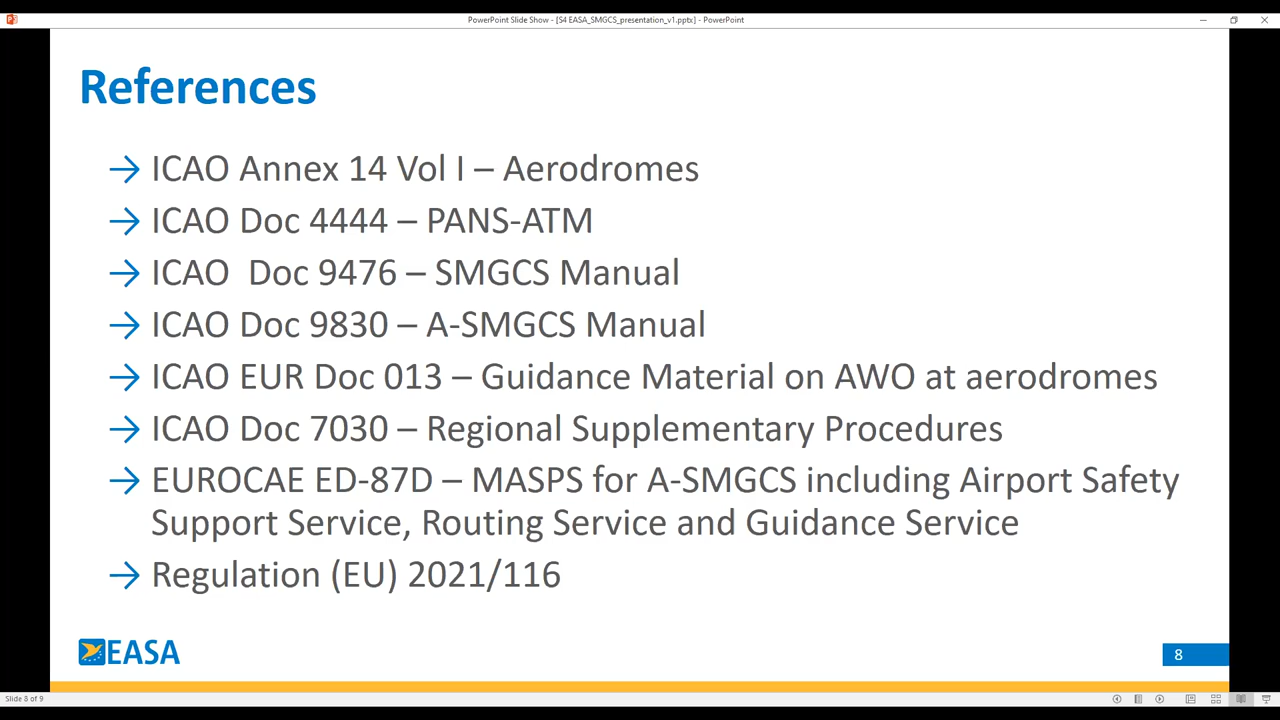 PowerPoint Slide Show - [S4 EASA_SMGCS_presentation_v1.pptx] - PowerPoint
References
→ ICAO Annex 14 Vol I – Aerodromes
→ ICAO Doc 4444 – PANS-ATM
→ ICAO  Doc 9476 – SMGCS Manual
→ ICAO Doc 9830 – A-SMGCS Manual
→ ICAO EUR Doc 013 – Guidance Material on AWO at aerodromes
→ ICAO Doc 7030 – Regional Supplementary Procedures
→ EUROCAE ED-87D – MASPS for A-SMGCS including Airport Safety
Support Service, Routing Service and Guidance Service
→ Regulation (EU) 2021/116
EASA
8
Slide 8 of 9